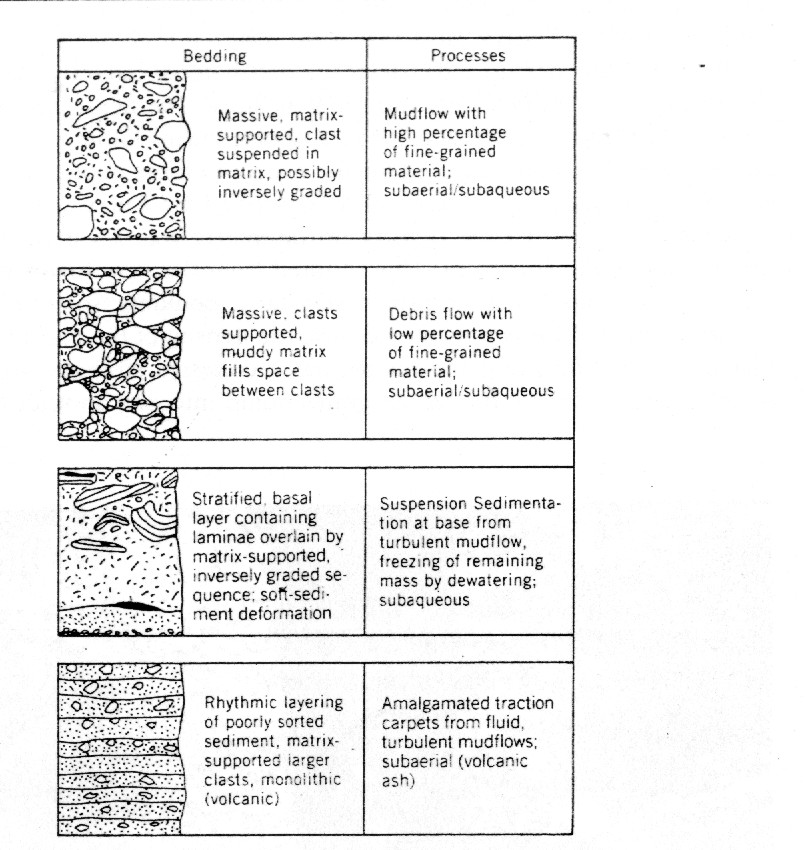 Bedding
Processes
Massive, matrix-
supported, clast
suspended in
matrix, possibly
inversely graded
Mudflow with
high percentage
of fine-grained
material;
subaerial/subaqueous
Massive, clasts
supported,
muddy matrix
fills space
between clasts
Debris flow with
low percentage
of fine-grained
material;
subaerial/subaqueous
Stratified, basal
layer containing
laminae overlain by
matrix-supported,
inversely graded se-
quence; soft-sedi-
ment deformation
Suspension Sedimenta-
tion at base from
turbulent mudflow,
freezing of remaining
mass by dewatering;
subaqueous
Rhythmic layering
of poorly sorted
sediment, matrix-
supported larger
clasts, monolithic
(volcanic)
Amalgamated traction
carpets from fluid,
turbulent mudflows;
subaerial (volcanic
ash)